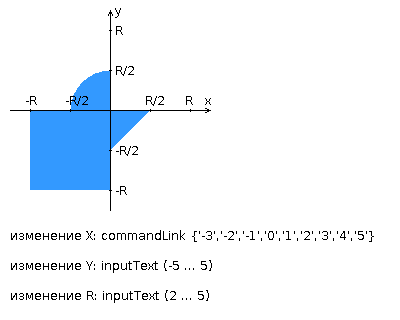 y
R
R/2
-R -R/2 R/2 R x
-R/2
-R
изменение X: commandLink {'-3','-2','-1','0','1','2','3','4','5'}
изменение Y: inputText (-5 ... 5)
изменение R: inputText (2 ... 5)